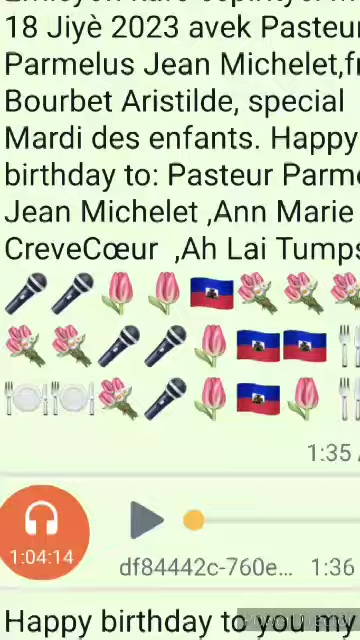 18 Jiyè 2023 avek Pasteur
Parmelus Jean Michelet,fr
Bourbet Aristilde, special
Mardi des enfants. Happy
birthday to: Pasteur Parme
Jean Michelet ,Ann Marie
CreveCœur ,Ah Lai Tumps
1:35
1:04:14
df84442c-760e... 1:36
Happy birthday to you my